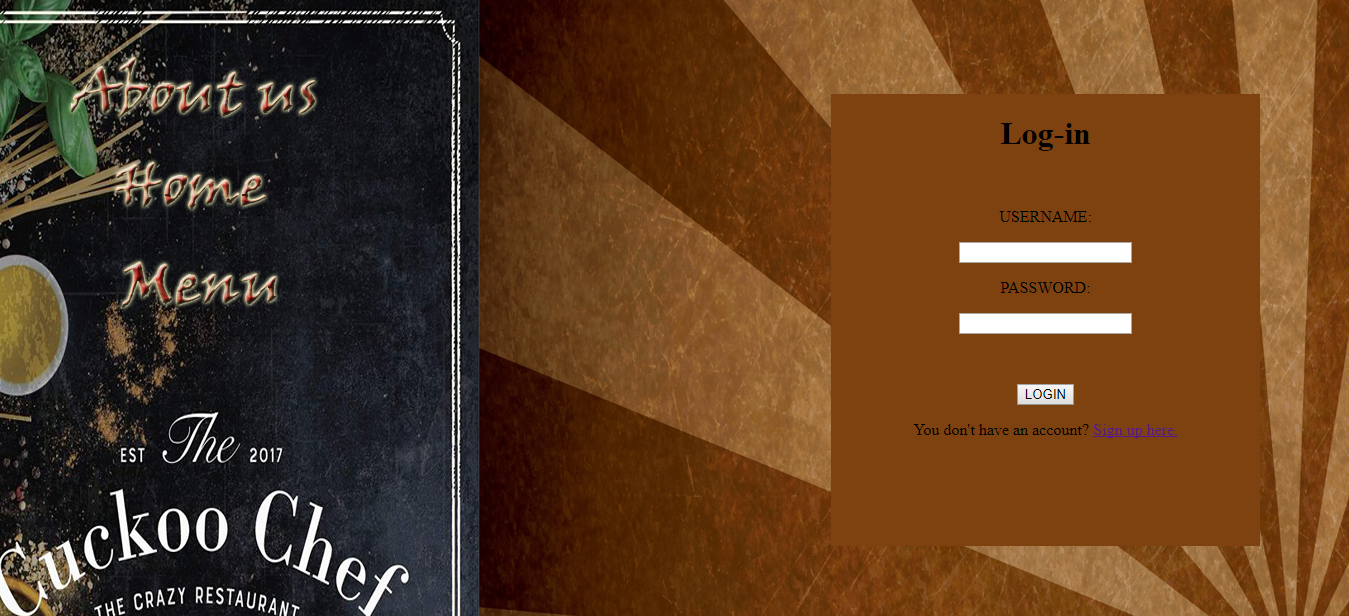 About us
Home
Menu
EST The 2017
Cuckoo Chef
THE CRAZY RESTAURANT
Log-in
USERNAME:
PASSWORD:
LOGIN
You don't have an account? Sign up here.